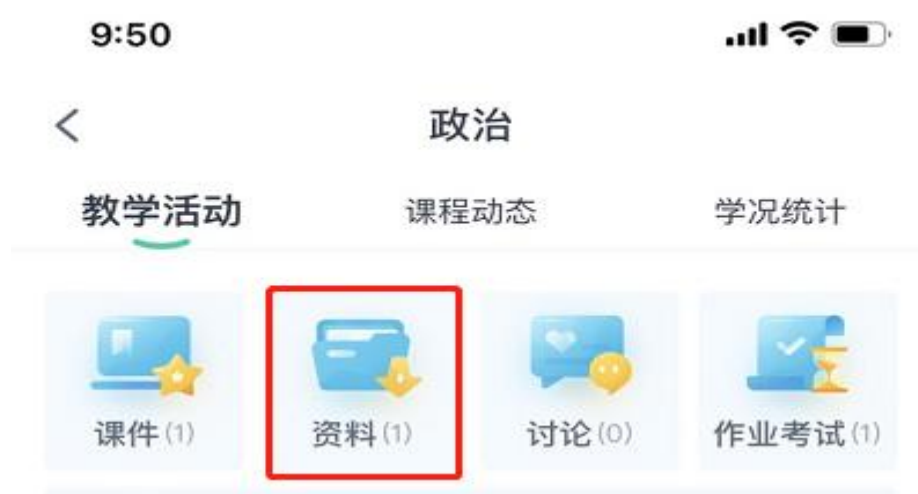 9:50
政治
教学活动 课程动态 学况统计
课件(1) 资料(1) 讨论(0) 作业考试(1)